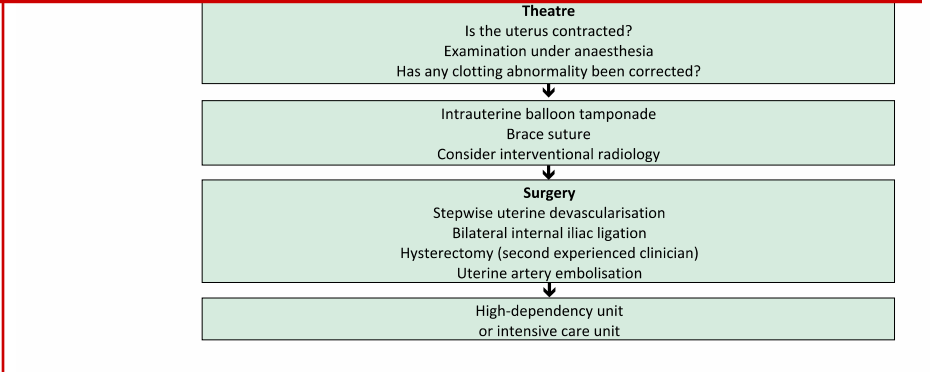 Theatre
Is the uterus contracted?
Examination under anaesthesia
Has any clotting abnormality been corrected?
Intrauterine balloon tamponade
Brace suture
Consider interventional radiology
Surgery
Stepwise uterine devascularisation
Bilateral internal iliac ligation
Hysterectomy (second experienced clinician)
Uterine artery embolisation
High-dependency unit
or intensive care unit